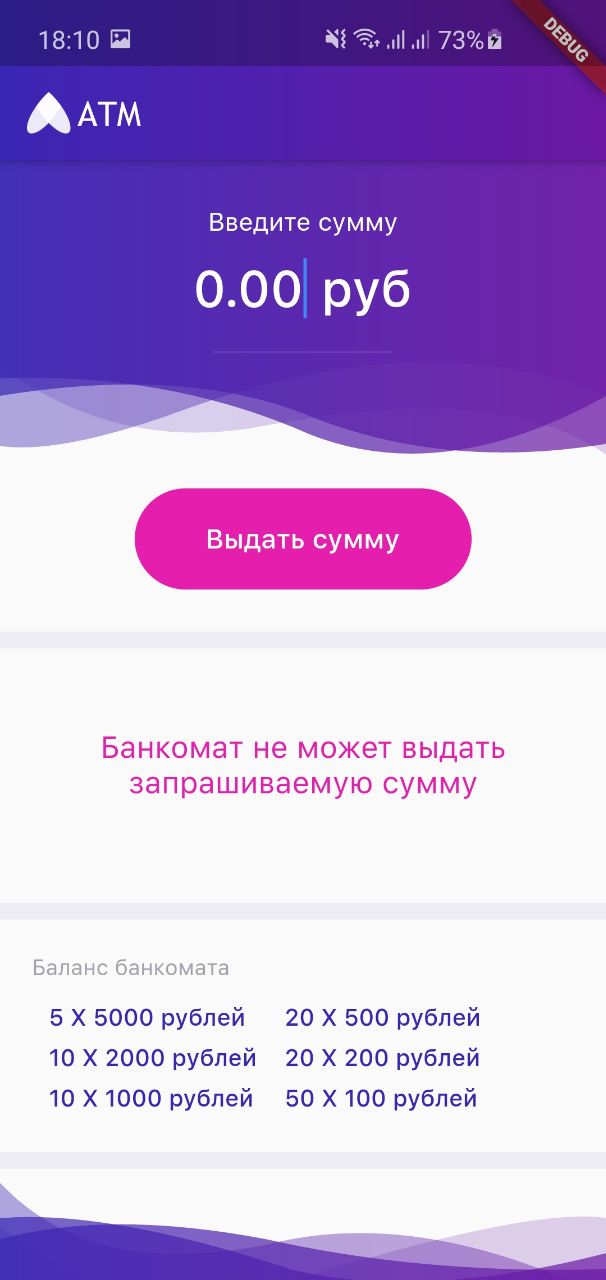 18:10 73%
DEBUG
ATM
Введите сумму
0.00 руб
Выдать сумму
Банкомат не может выдать
запрашиваемую сумму
Баланс банкомата
5 X 5000 рублей 20 X 500 рублей
10 X 2000 рублей 20 X 200 рублей
10 X 1000 рублей 50 X 100 рублей